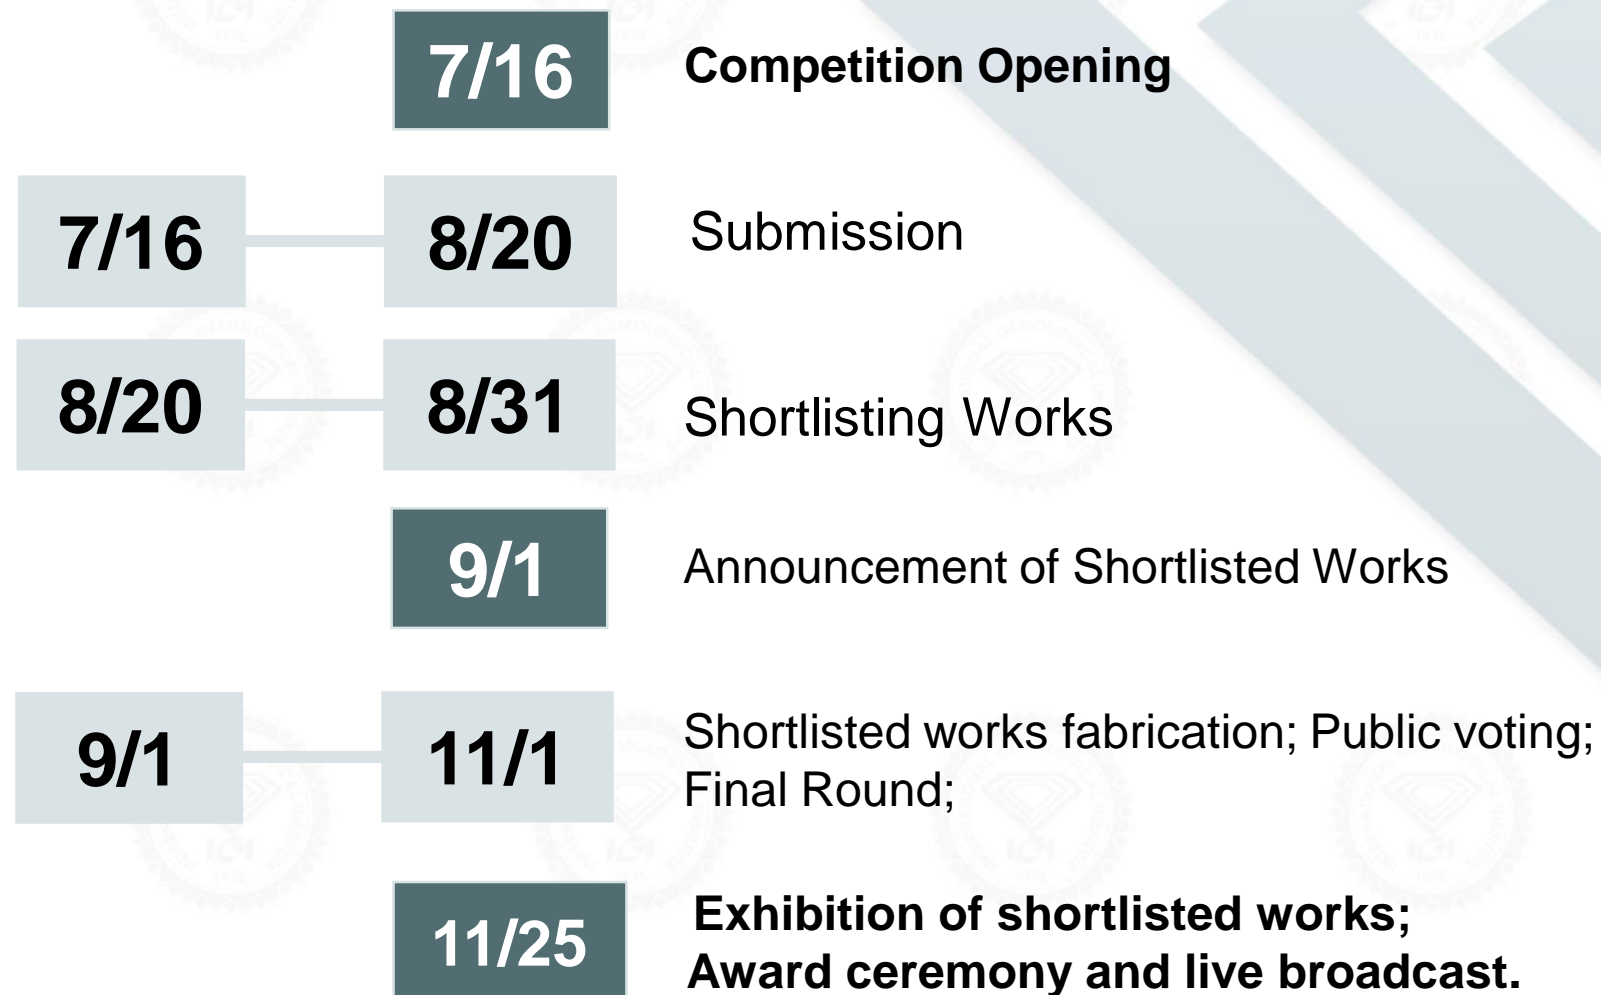 7/16 Competition Opening
7/16 8/20 Submission
8/20 8/31 Shortlisting Works
9/1 Announcement of Shortlisted Works
9/1 11/1 Shortlisted works fabrication; Public voting;
Final Round;
11/25 Exhibition of shortlisted works;
Award ceremony and live broadcast.